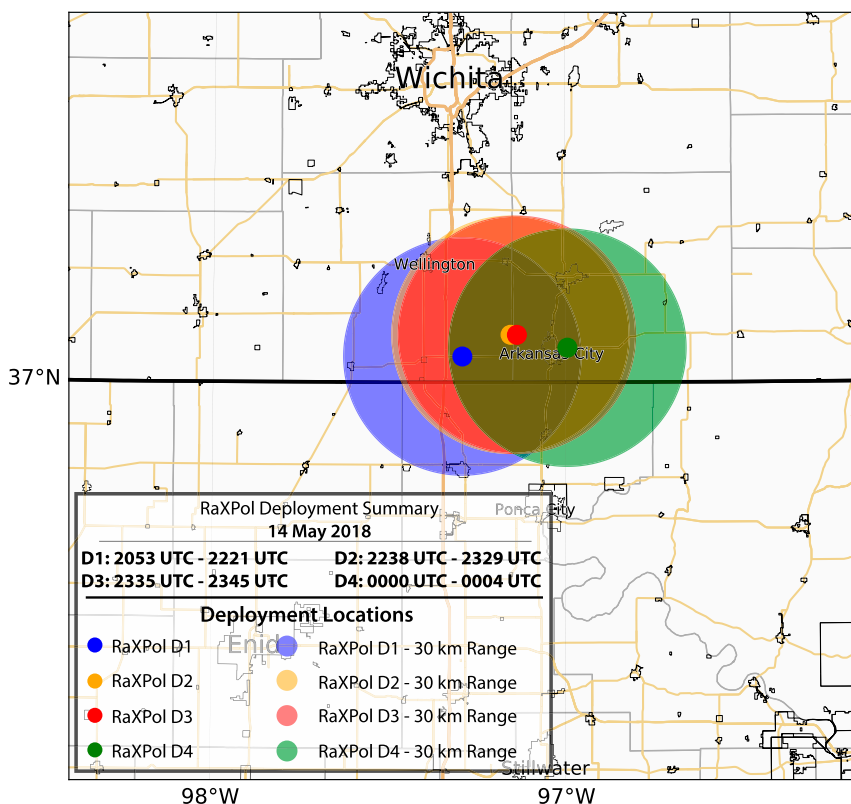 Wichita
Wellington
Arkansas City
37°N
Ponca City
RaXPol Deployment Summary
14 May 2018
D1: 2053 UTC - 2221 UTC D2: 2238 UTC - 2329 UTC
D3: 2335 UTC - 2345 UTC D4: 0000 UTC - 0004 UTC
Deployment Locations
Enid
RaXPol D1 RaXPol D1 - 30 km Range
RaXPol D2 RaXPol D2 - 30 km Range
RaXPol D3 RaXPol D3 - 30 km Range
RaXPol D4 RaXPol D4 - 30 km Range
Stillwater
98°W 97°W